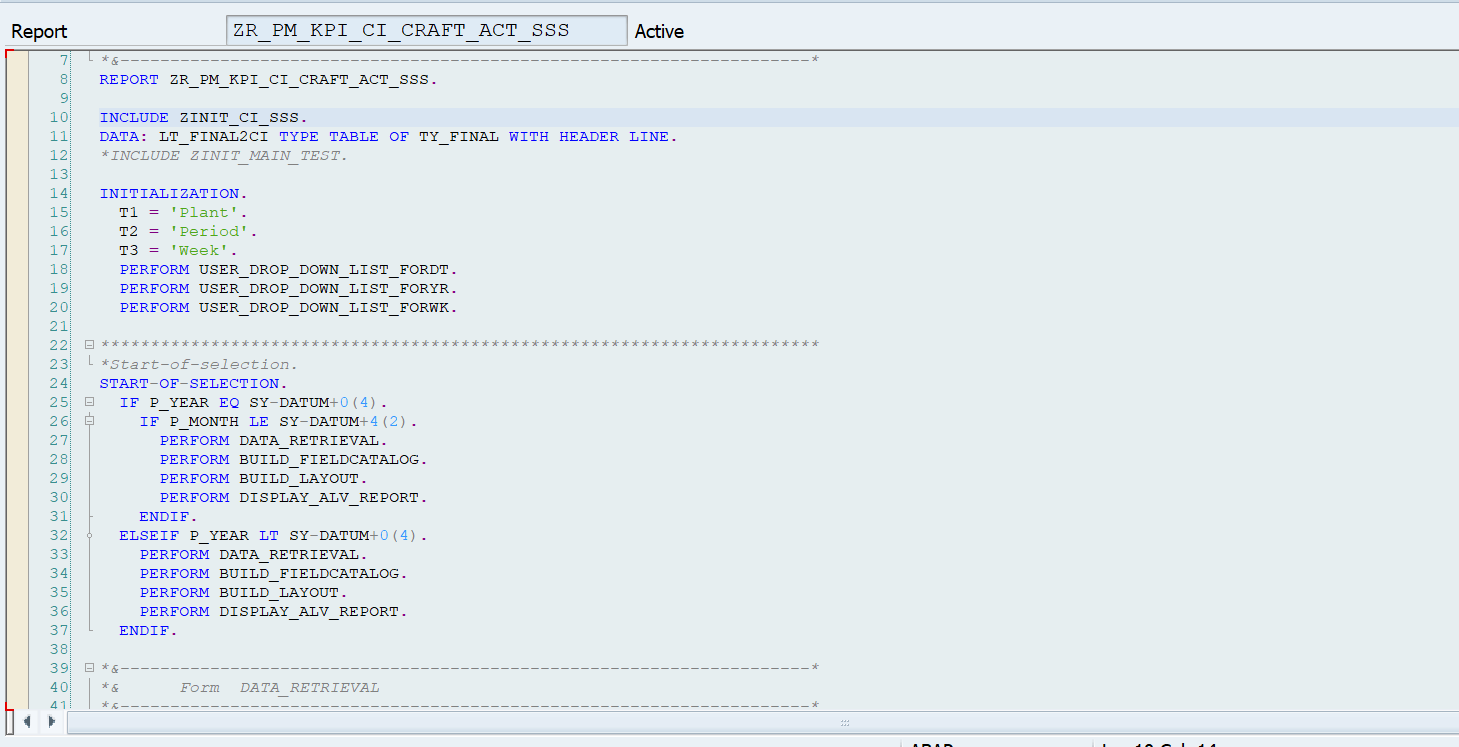 Report ZR_PM_KPI_CI_CRAFT_ACT_SSS Active
7 *&---------------------------------------------------------------------*
8 REPORT ZR_PM_KPI_CI_CRAFT_ACT_SSS.
9
10 INCLUDE ZINIT_CI_SSS.
11 DATA: LT_FINAL2CI TYPE TABLE OF TY_FINAL WITH HEADER LINE.
12 *INCLUDE ZINIT_MAIN_TEST.
13
14 INITIALIZATION.
15 T1 = 'Plant'.
16 T2 = 'Period'.
17 T3 = 'Week'.
18 PERFORM USER_DROP_DOWN_LIST_FORDT.
19 PERFORM USER_DROP_DOWN_LIST_FORYR.
20 PERFORM USER_DROP_DOWN_LIST_FORWK.
21
22 ************************************************************************
23 *Start-of-selection.
24 START-OF-SELECTION.
25 IF P_YEAR EQ SY-DATUM+0(4).
26 IF P_MONTH LE SY-DATUM+4(2).
27 PERFORM DATA_RETRIEVAL.
28 PERFORM BUILD_FIELDCATALOG.
29 PERFORM BUILD_LAYOUT.
30 PERFORM DISPLAY_ALV_REPORT.
31 ENDIF.
32 ELSEIF P_YEAR LT SY-DATUM+0(4).
33 PERFORM DATA_RETRIEVAL.
34 PERFORM BUILD_FIELDCATALOG.
35 PERFORM BUILD_LAYOUT.
36 PERFORM DISPLAY_ALV_REPORT.
37 ENDIF.
38
39 *&---------------------------------------------------------------------*
40 *& Form DATA_RETRIEVAL
41 *&---------------------------------------------------------------------*